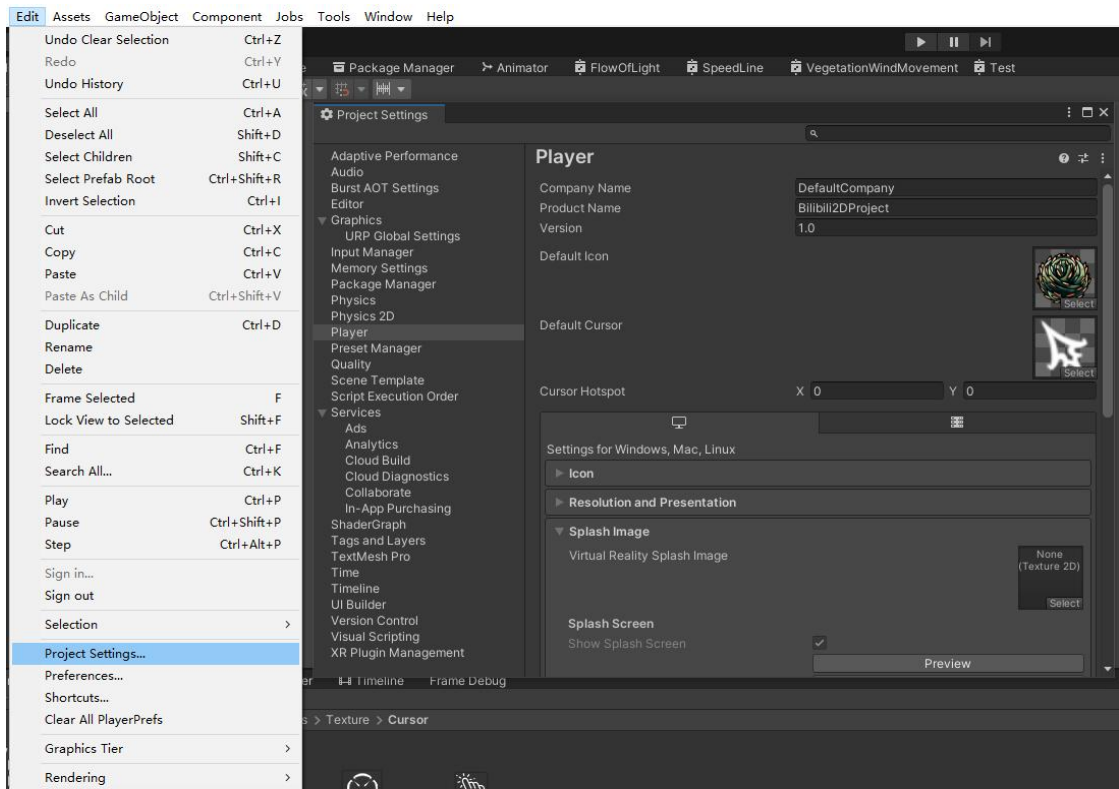 Edit Assets GameObject Component Jobs Tools Window Help
Undo Clear Selection Ctrl+Z
Redo Ctrl+Y
Undo History Ctrl+U
Select All Ctrl+A
Deselect All Shift+D
Select Children Shift+C
Select Prefab Root Ctrl+Shift+R
Invert Selection Ctrl+I
Cut Ctrl+X
Copy Ctrl+C
Paste Ctrl+V
Paste As Child Ctrl+Shift+V
Duplicate Ctrl+D
Rename
Delete
Frame Selected F
Lock View to Selected Shift+F
Find Ctrl+F
Search All... Ctrl+K
Play Ctrl+P
Pause Ctrl+Shift+P
Step Ctrl+Alt+P
Sign in...
Sign out
Selection
Project Settings...
Preferences...
Shortcuts...
Clear All PlayerPrefs
Graphics Tier
Rendering
Package Manager Animator FlowOfLight SpeedLine VegetationWindMovement Test
Project Settings
Adaptive Performance
Audio
Burst AOT Settings
Editor
Graphics
URP Global Settings
Input Manager
Memory Settings
Package Manager
Physics
Physics 2D
Player
Preset Manager
Quality
Scene Template
Script Execution Order
Services
Ads
Analytics
Cloud Build
Cloud Diagnostics
Collaborate
In-App Purchasing
ShaderGraph
Tags and Layers
TextMesh Pro
Time
Timeline
UI Builder
Version Control
Visual Scripting
XR Plugin Management
Player
Company Name DefaultCompany
Product Name Bilibili2DProject
Version 1.0
Default Icon
Select
Default Cursor
Select
Cursor Hotspot X 0 Y 0
Settings for Windows, Mac, Linux
Icon
Resolution and Presentation
Splash Image
Virtual Reality Splash Image None
(Texture 2D)
Select
Splash Screen
Show Splash Screen
Preview
Timeline Frame Debug
> Texture > Cursor